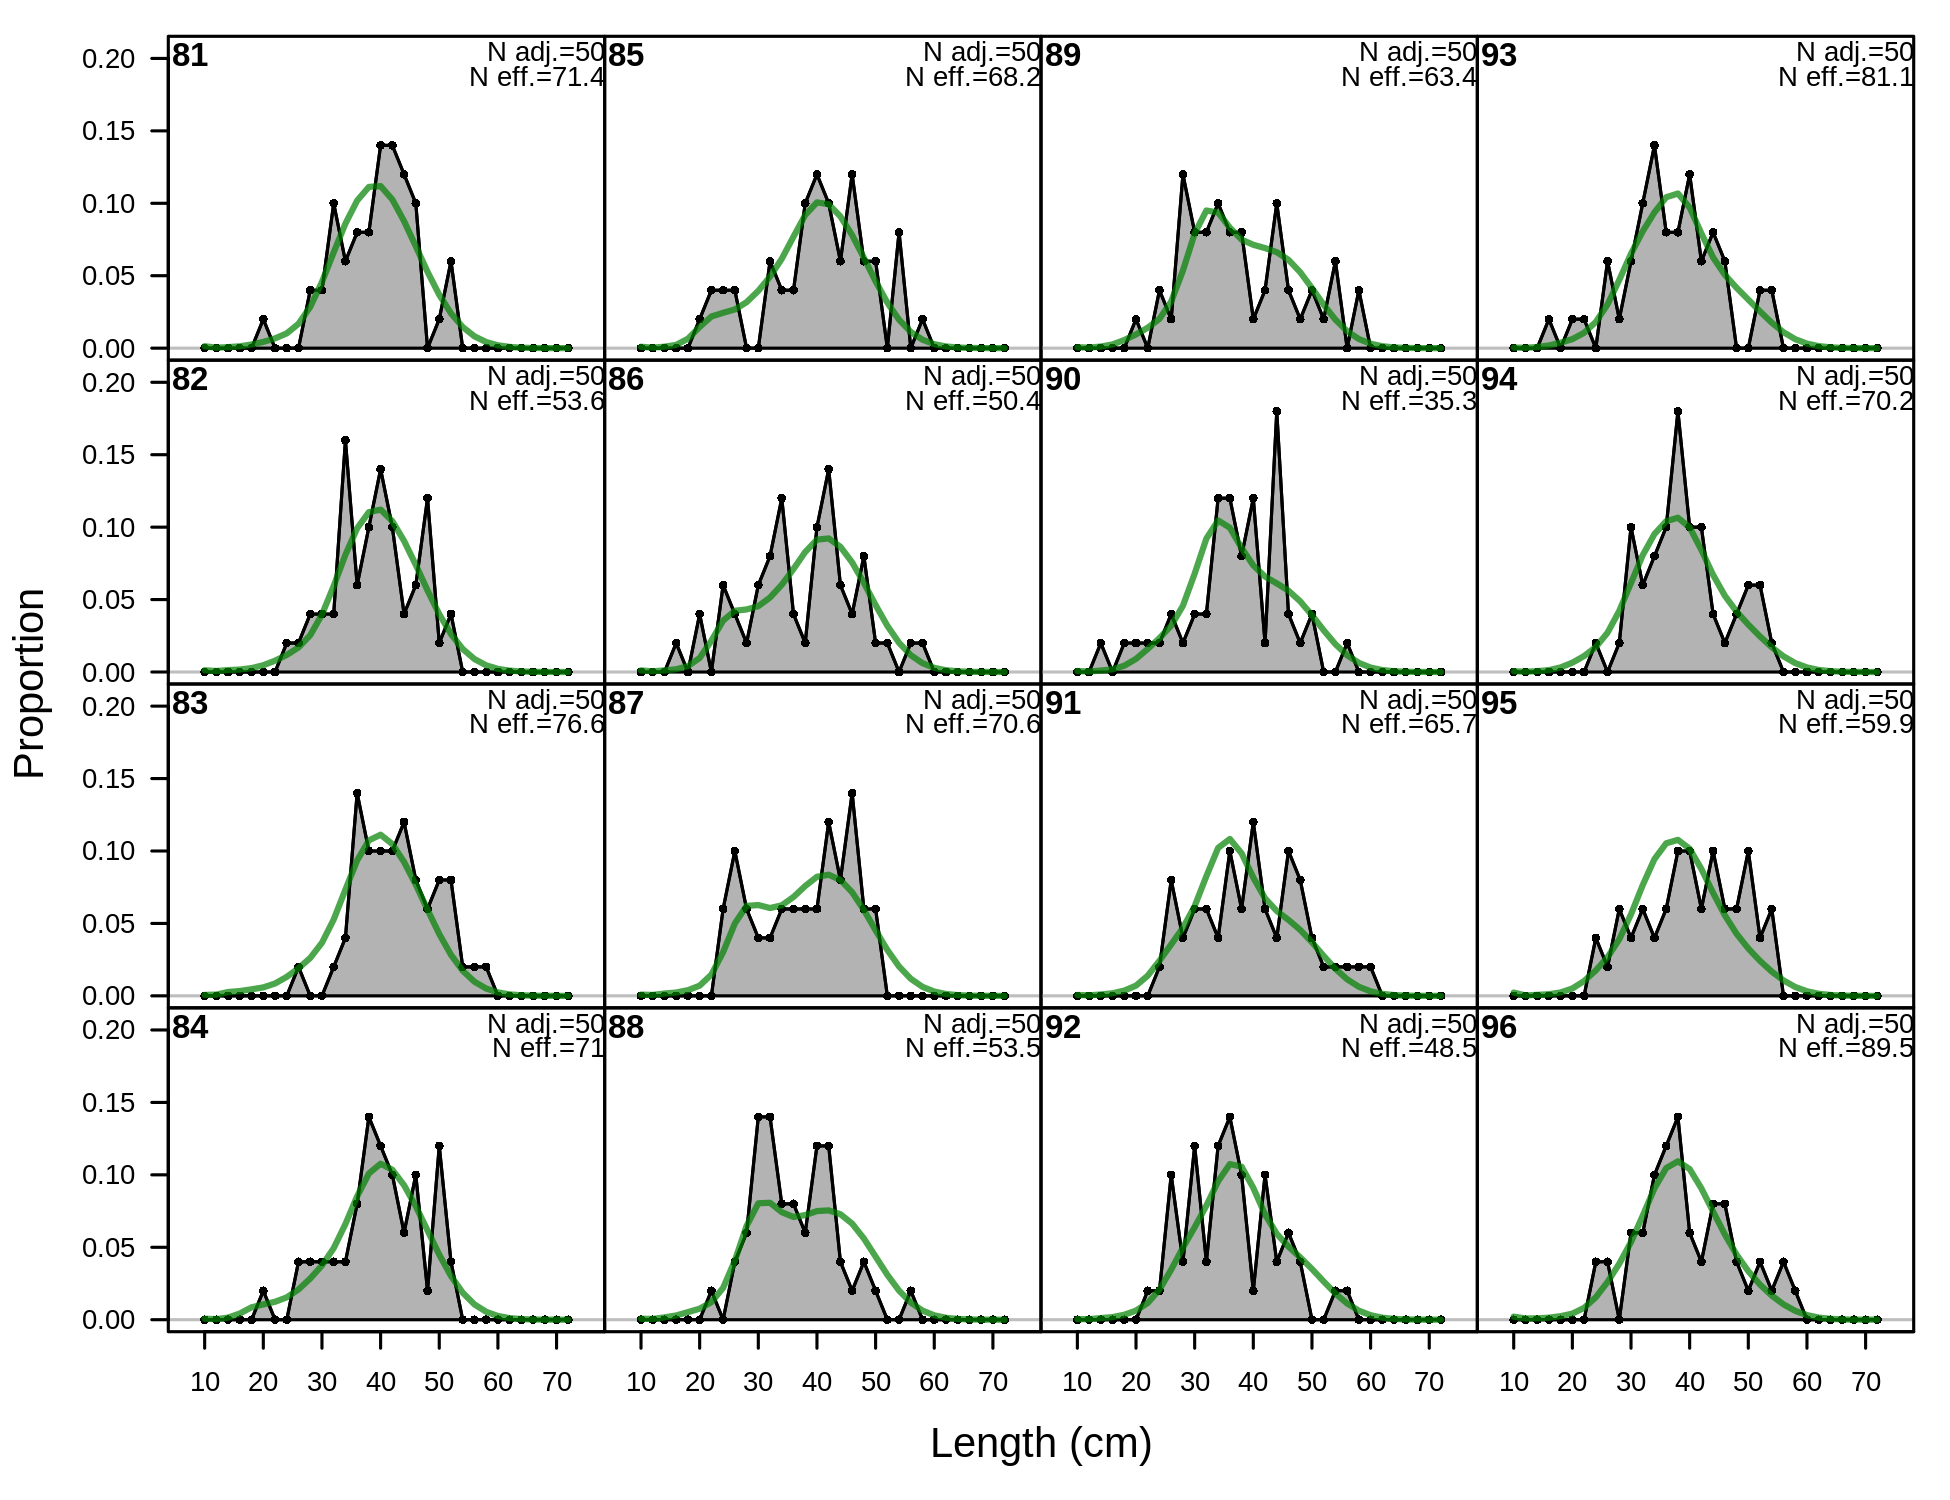 81 N adj.=50 85 N adj.=50 89 N adj.=50 93 N adj.=50
N eff.=71.4 N eff.=68.2 N eff.=63.4 N eff.=81.1
0.20
0.15
0.10
0.05
0.00
82 N adj.=50 86 N adj.=50 90 N adj.=50 94 N adj.=50
N eff.=53.6 N eff.=50.4 N eff.=35.3 N eff.=70.2
0.20
0.15
0.10
0.05
0.00
Proportion
83 N adj.=50 87 N adj.=50 91 N adj.=50 95 N adj.=50
N eff.=76.6 N eff.=70.6 N eff.=65.7 N eff.=59.9
0.20
0.15
0.10
0.05
0.00
84 N adj.=50 88 N adj.=50 92 N adj.=50 96 N adj.=50
N eff.=71 N eff.=53.5 N eff.=48.5 N eff.=89.5
0.20
0.15
0.10
0.05
0.00
10 20 30 40 50 60 70 10 20 30 40 50 60 70 10 20 30 40 50 60 70 10 20 30 40 50 60 70
Length (cm)